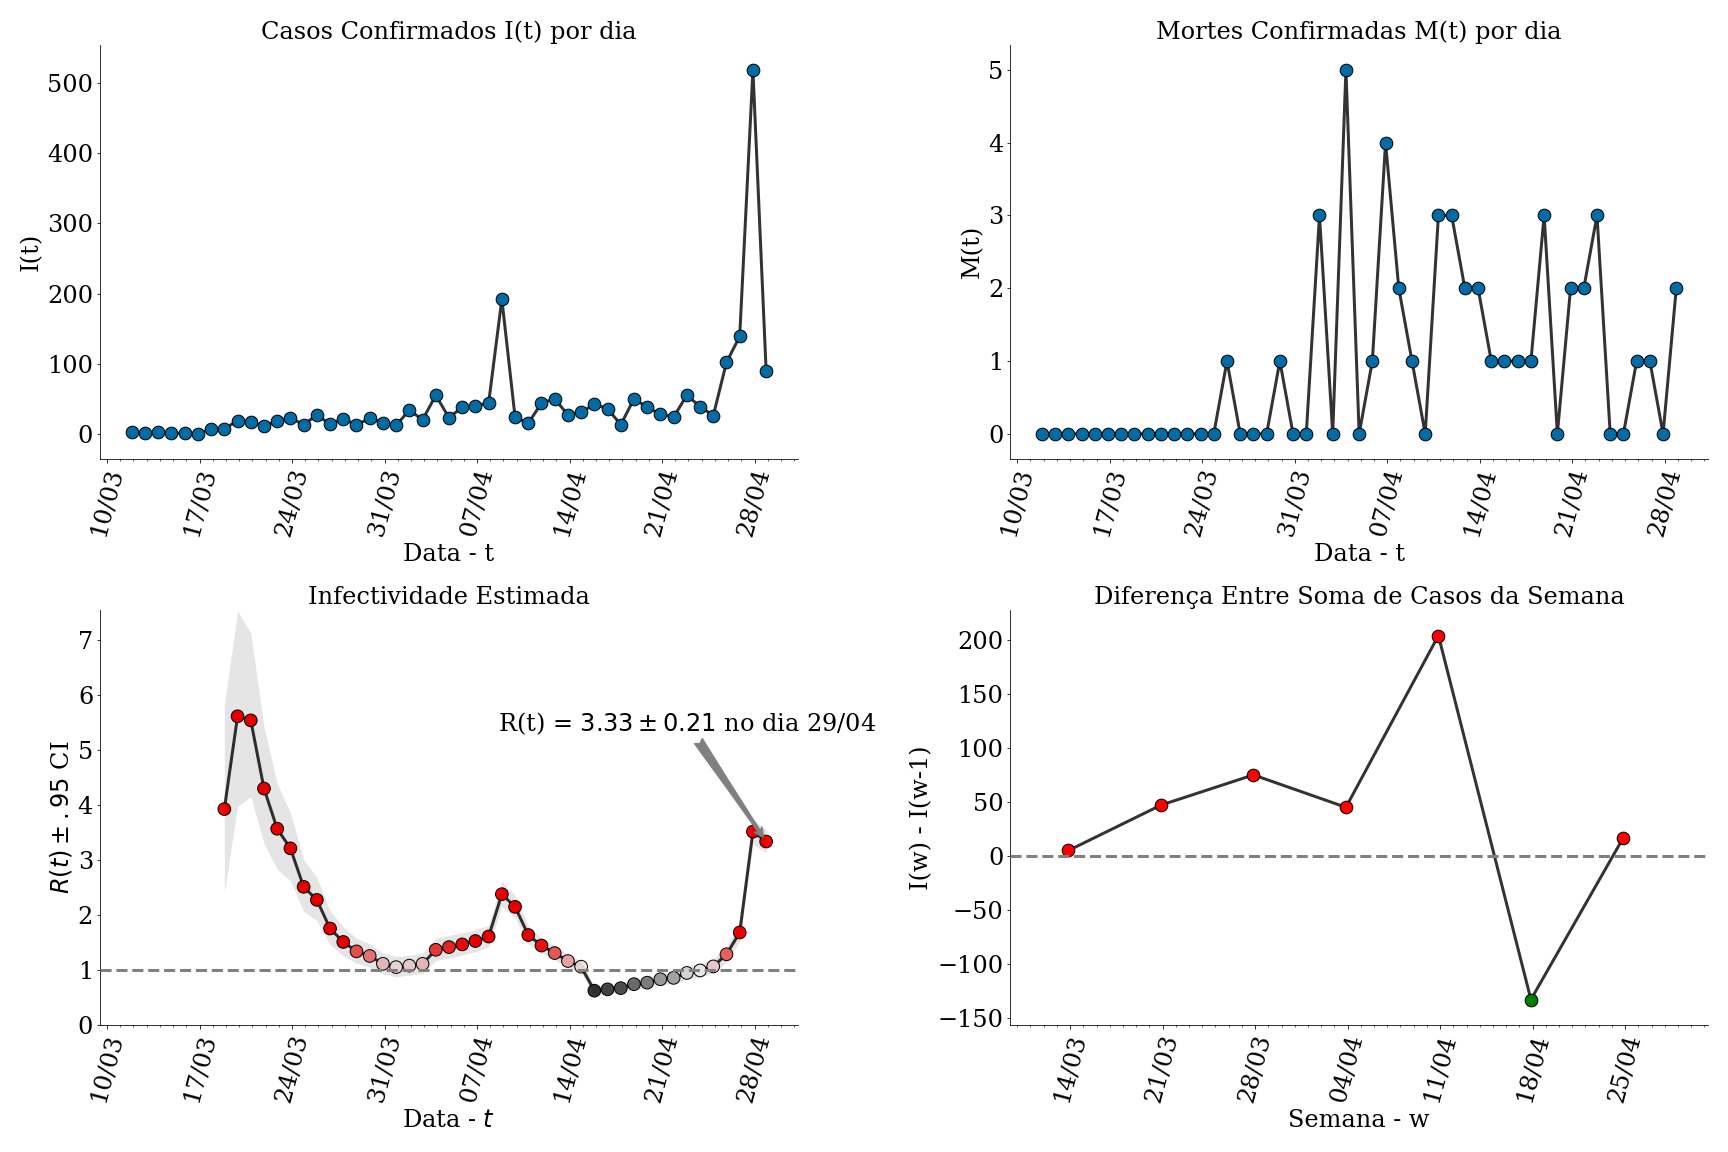 Casos Confirmados I(t) por dia
I(t)
500
400
300
200
100
0
10/03 17/03 24/03 31/03 07/04 14/04 21/04 28/04
Data - t
Mortes Confirmadas M(t) por dia
M(t)
5
4
3
2
1
0
10/03 17/03 24/03 31/03 07/04 14/04 21/04 28/04
Data - t
Infectividade Estimada
R(t) ± .95 CI
7
6
5
4
3
2
1
0
R(t) = 3.33 ± 0.21 no dia 29/04
10/03 17/03 24/03 31/03 07/04 14/04 21/04 28/04
Data - t
Diferença Entre Soma de Casos da Semana
I(w) - I(w-1)
200
150
100
50
0
−50
−100
−150
14/03 21/03 28/03 04/04 11/04 18/04 25/04
Semana - w